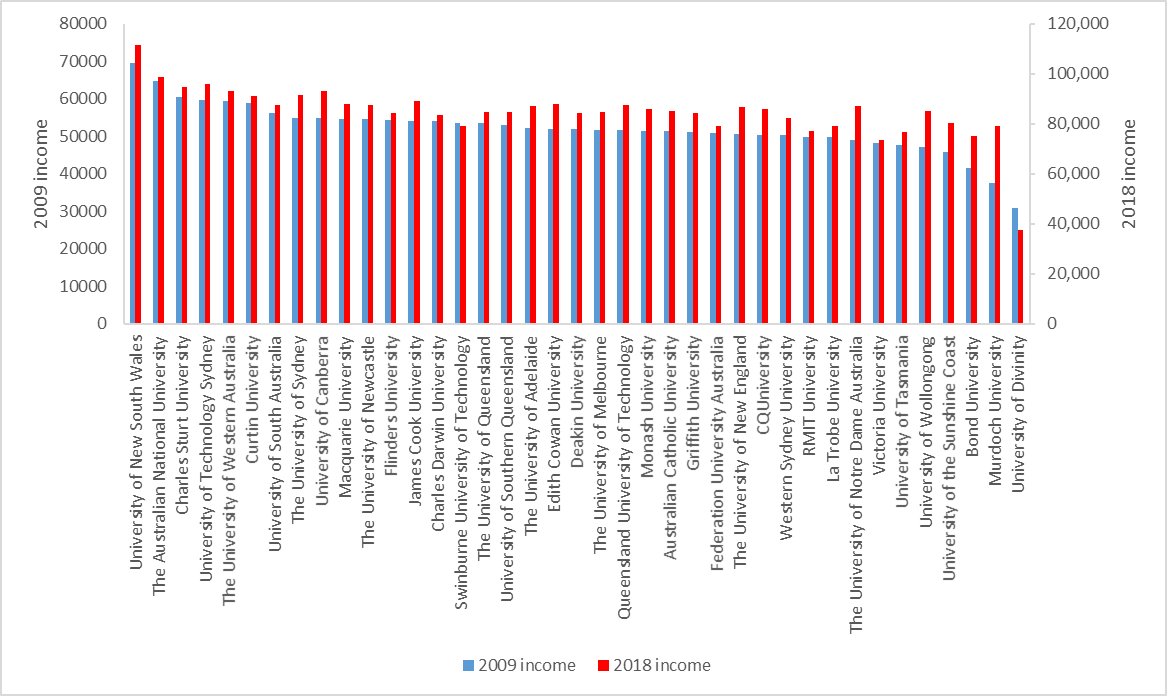 80000
70000
60000
50000
40000
30000
20000
10000
0
2009 income
120,000
100,000
80,000
60,000
40,000
20,000
0
2018 income
University of New South Wales
The Australian National University
Charles Sturt University
University of Technology Sydney
The University of Western Australia
Curtin University
University of South Australia
The University of Sydney
University of Canberra
Macquarie University
The University of Newcastle
Flinders University
James Cook University
Charles Darwin University
Swinburne University of Technology
The University of Queensland
University of Southern Queensland
The University of Adelaide
Edith Cowan University
Deakin University
The University of Melbourne
Queensland University of Technology
Monash University
Australian Catholic University
Griffith University
Federation University Australia
The University of New England
CQUniversity
Western Sydney University
RMIT University
La Trobe University
The University of Notre Dame Australia
Victoria University
University of Tasmania
University of Wollongong
University of the Sunshine Coast
Bond University
Murdoch University
University of Divinity
2009 income
2018 income